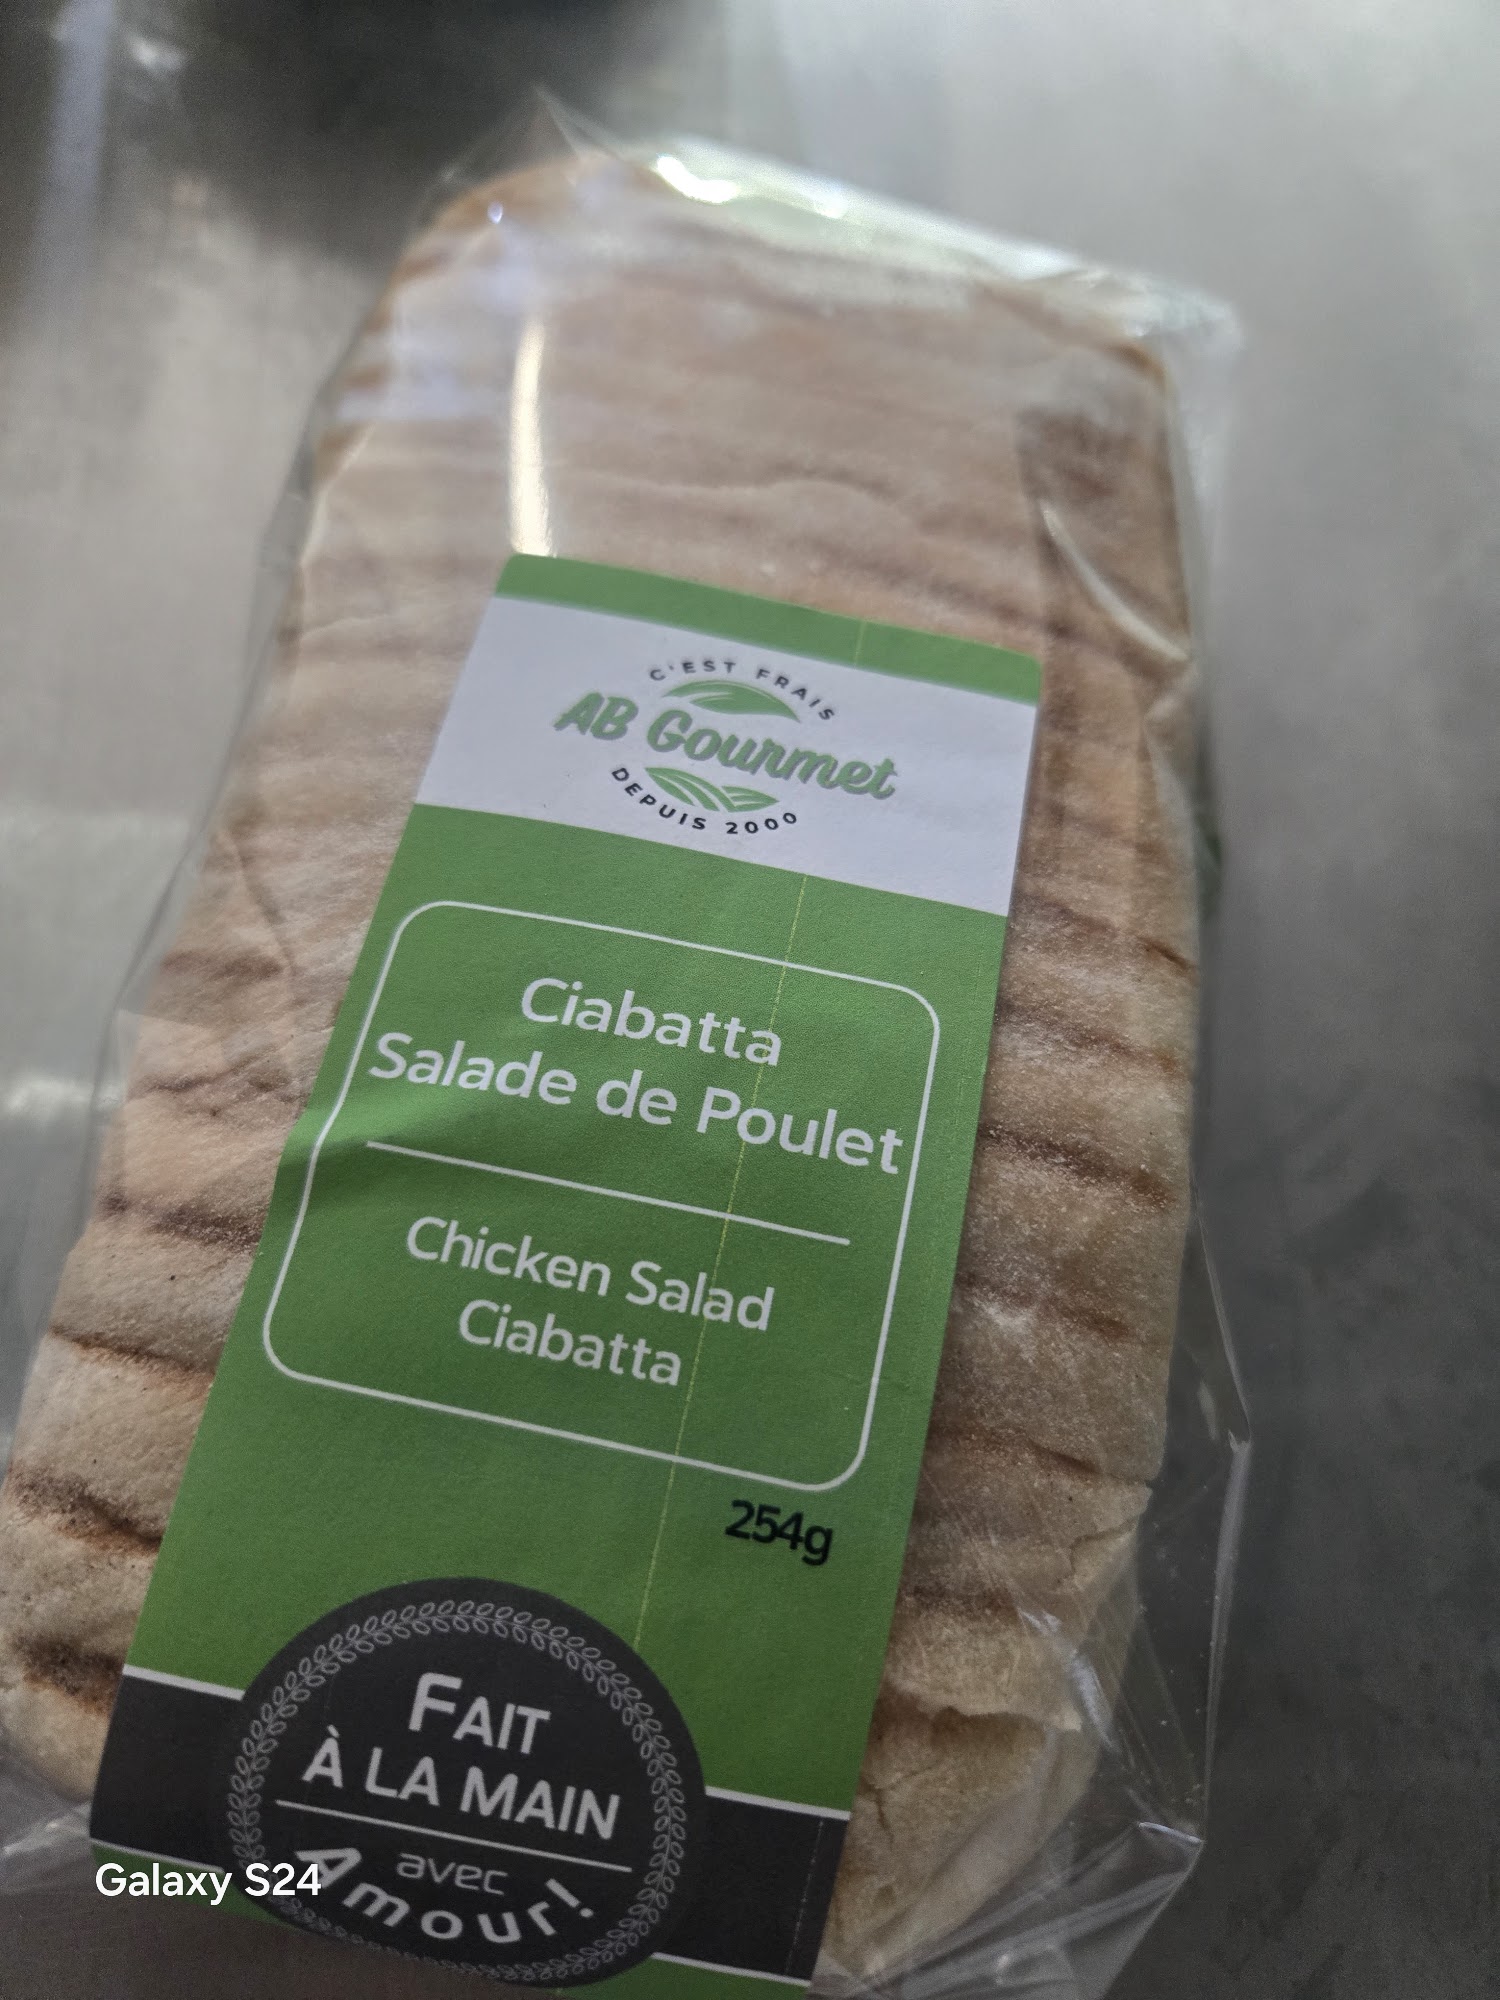 C'EST FRAIS
AB Gourmet
DEPUIS 2000
Ciabatta
Salade de Poulet
Chicken Salad
Ciabatta
254g
FAIT
À LA MAIN
avec
Amour!
Galaxy S24